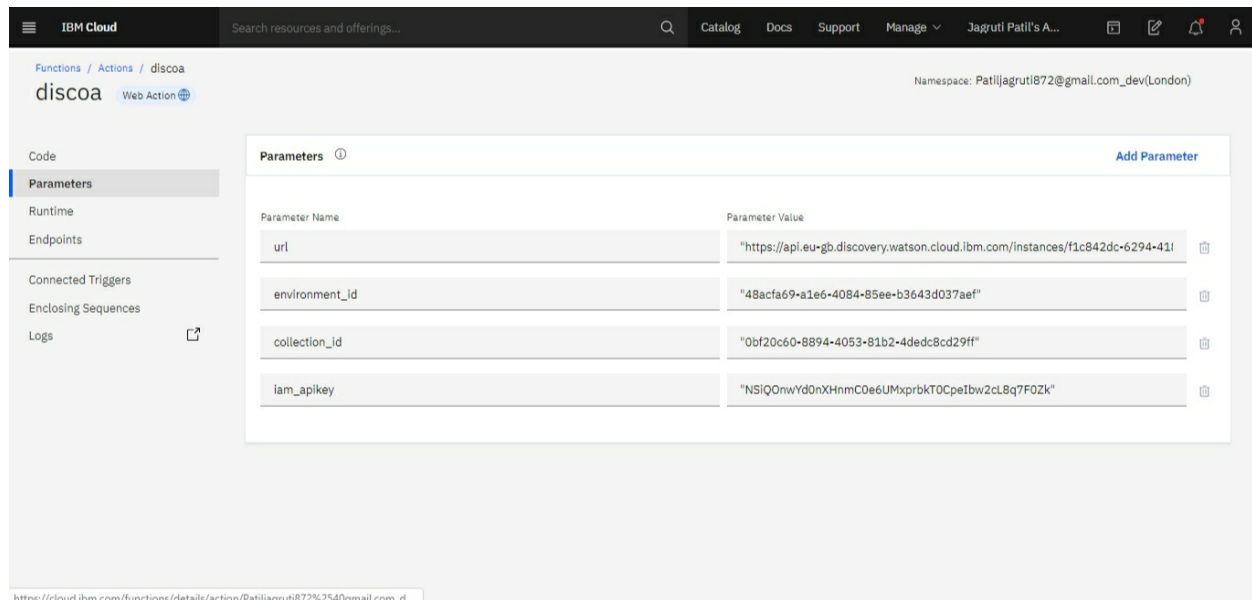 IBM Cloud
Search resources and offerings...
Catalog Docs Support Manage Jagruti Patil's A...
Functions / Actions / discoa
discoa Web Action
Namespace: Patiljagruti872@gmail.com_dev(London)
Code
Parameters
Runtime
Endpoints
Connected Triggers
Enclosing Sequences
Logs
Parameters Add Parameter
Parameter Name Parameter Value
url "https://api.eu-gb.discovery.watson.cloud.ibm.com/instances/f1c842dc-6294-41
environment_id "48acfa69-a1e6-4084-85ee-b3643d037aef"
collection_id "0bf20c60-8894-4053-81b2-4dedc8cd29ff"
iam_apikey "NSiQOnwYd0nXHnmC0e6UMxprbkT0CpeIbw2cL8q7F0Zk"
https://cloud.ibm.com/functions/details/action/Patiljagruti872%2540gmail.com_d...